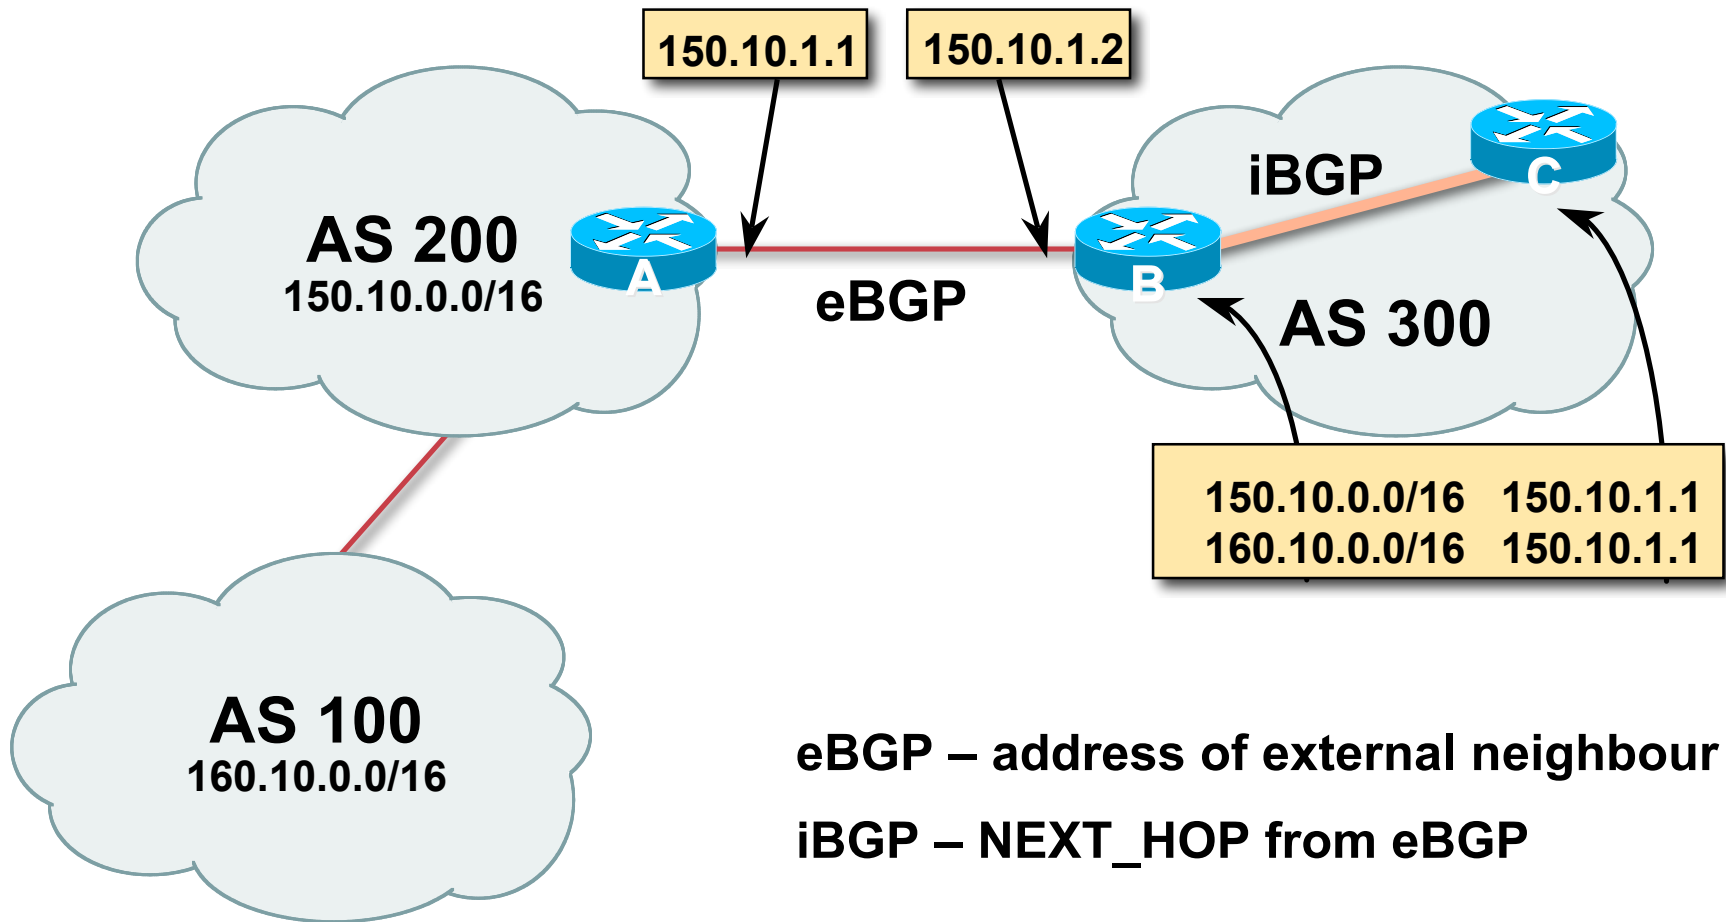 150.10.1.1
150.10.1.2
iBGP
C
AS 200
150.10.0.0/16
A
B
eBGP
AS 300
150.10.0.0/16 150.10.1.1
160.10.0.0/16 150.10.1.1
AS 100
160.10.0.0/16
eBGP – address of external neighbour
iBGP – NEXT_HOP from eBGP